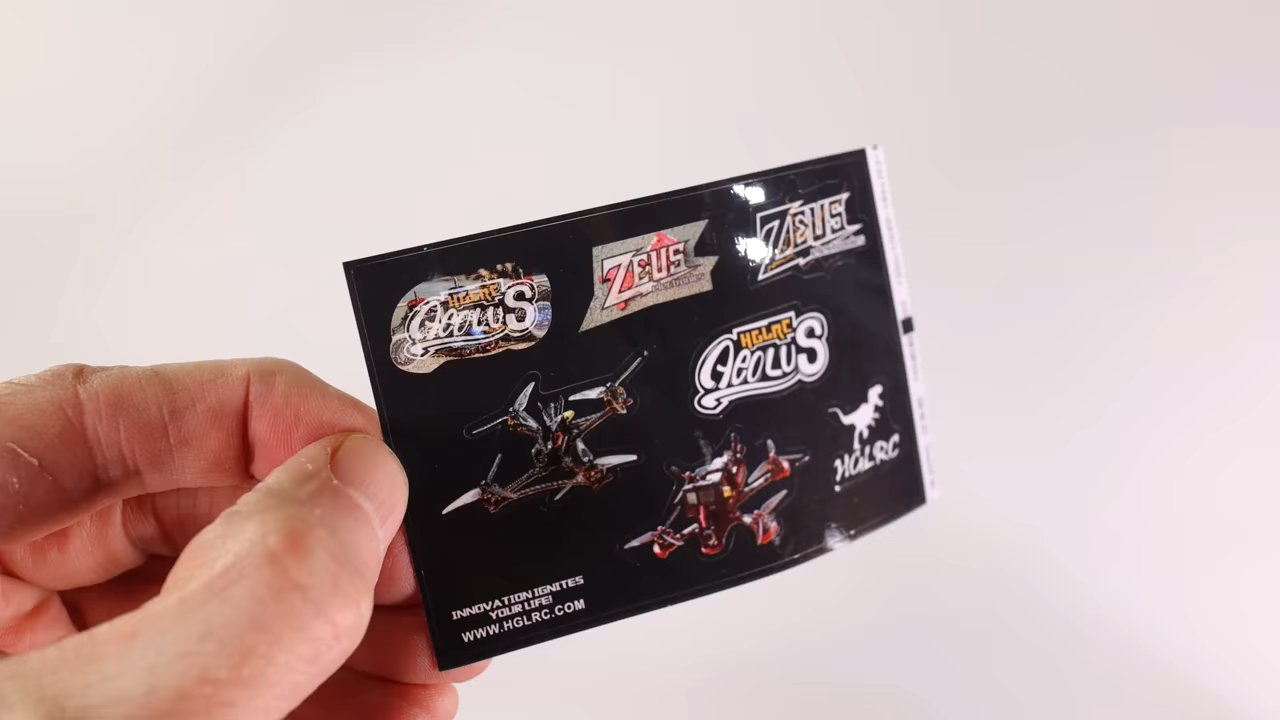 HGLRC
AEOLUS
ZEUS
ZEUS
HGLRC
AEOLUS
HGLRC
INNOVATION IGNITES
YOUR LIFE!
WWW.HGLRC.COM